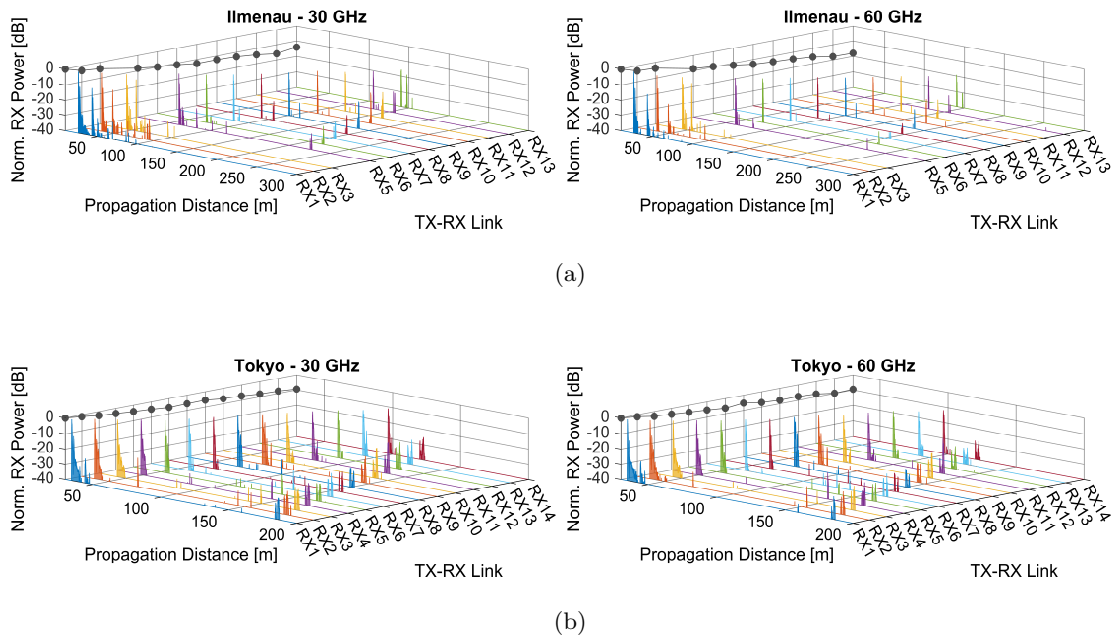 Ilmenau - 30 GHz
Norm. RX Power [dB]
0
-10
-20
-30
-40
50
100
150
200
250
300
Propagation Distance [m]
RX1
RX2
RX3
RX5
RX6
RX7
RX8
RX9
RX10
RX11
RX12
RX13
TX-RX Link
Ilmenau - 60 GHz
Norm. RX Power [dB]
0
-10
-20
-30
-40
50
100
150
200
250
300
Propagation Distance [m]
RX1
RX2
RX3
RX5
RX6
RX7
RX8
RX9
RX10
RX11
RX12
RX13
TX-RX Link
(a)
Tokyo - 30 GHz
Norm. RX Power [dB]
0
-10
-20
-30
-40
50
100
150
200
Propagation Distance [m]
RX1
RX2
RX3
RX4
RX5
RX6
RX7
RX8
RX9
RX10
RX11
RX12
RX13
RX14
TX-RX Link
Tokyo - 60 GHz
Norm. RX Power [dB]
0
-10
-20
-30
-40
50
100
150
200
Propagation Distance [m]
RX1
RX2
RX3
RX4
RX5
RX6
RX7
RX8
RX9
RX10
RX11
RX12
RX13
RX14
TX-RX Link
(b)